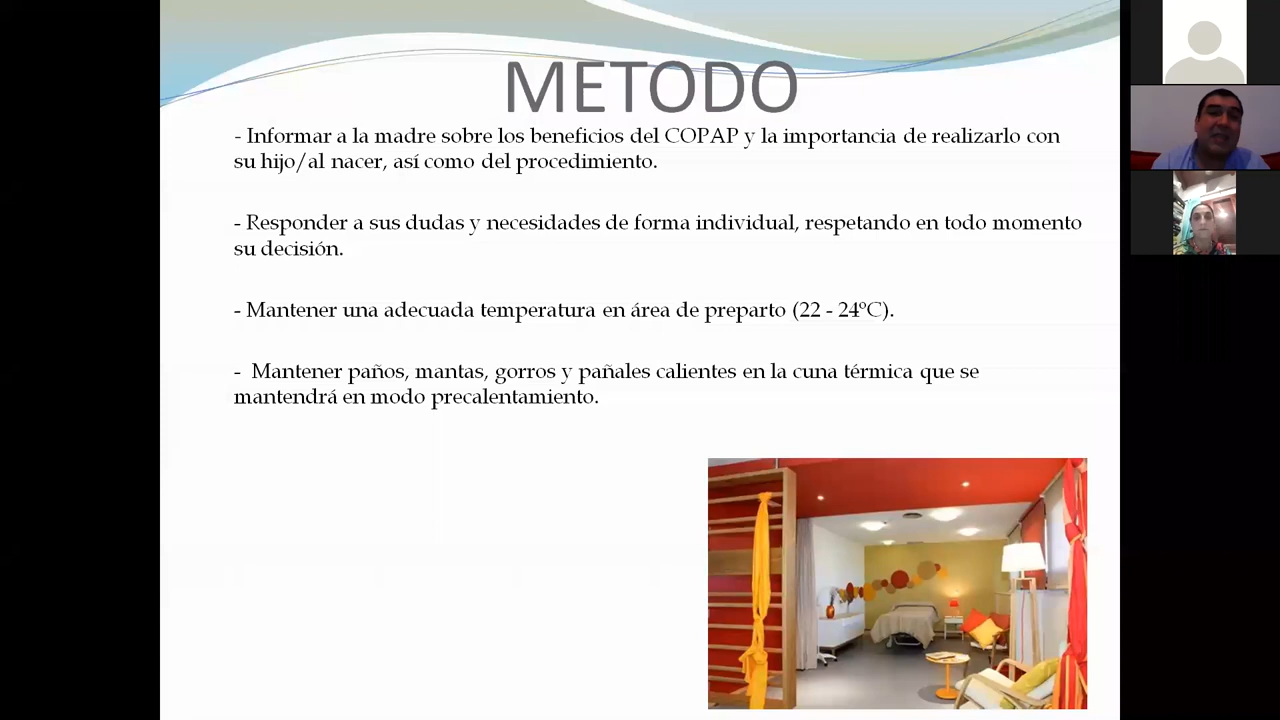 METODO
- Informar a la madre sobre los beneficios del COPAP y la importancia de realizarlo con
su hijo/al nacer, así como del procedimiento.
- Responder a sus dudas y necesidades de forma individual, respetando en todo momento
su decisión.
- Mantener una adecuada temperatura en área de preparto (22 - 24ºC).
- Mantener paños, mantas, gorros y pañales calientes en la cuna térmica que se
mantendrá en modo precalentamiento.